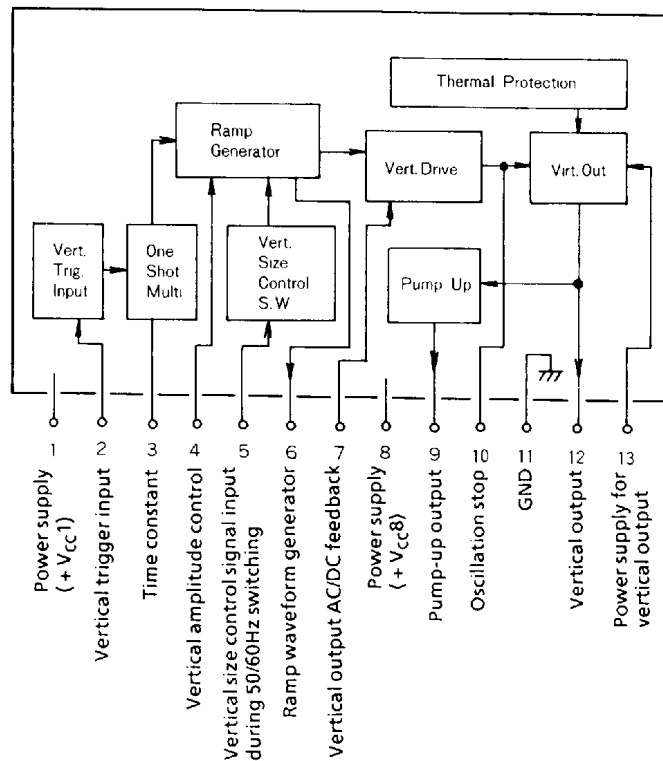 Thermal Protection
Ramp
Generator
Vert. Drive
Virt. Out
Vert.
Trig.
Input
One
Shot
Multi
Vert.
Size
Control
S.W
Pump Up
1
2
3
4
5
6
7
8
9
10
11
12
13
Power supply
(+ VCC1)
Vertical trigger input
Time constant
Vertical amplitude control
Vertical size control signal input
during 50/60Hz switching
Ramp waveform generator
Vertical output AC/DC feedback
Power supply
(+ VCC8)
Pump-up output
Oscillation stop
GND
Vertical output
Power supply for
vertical output